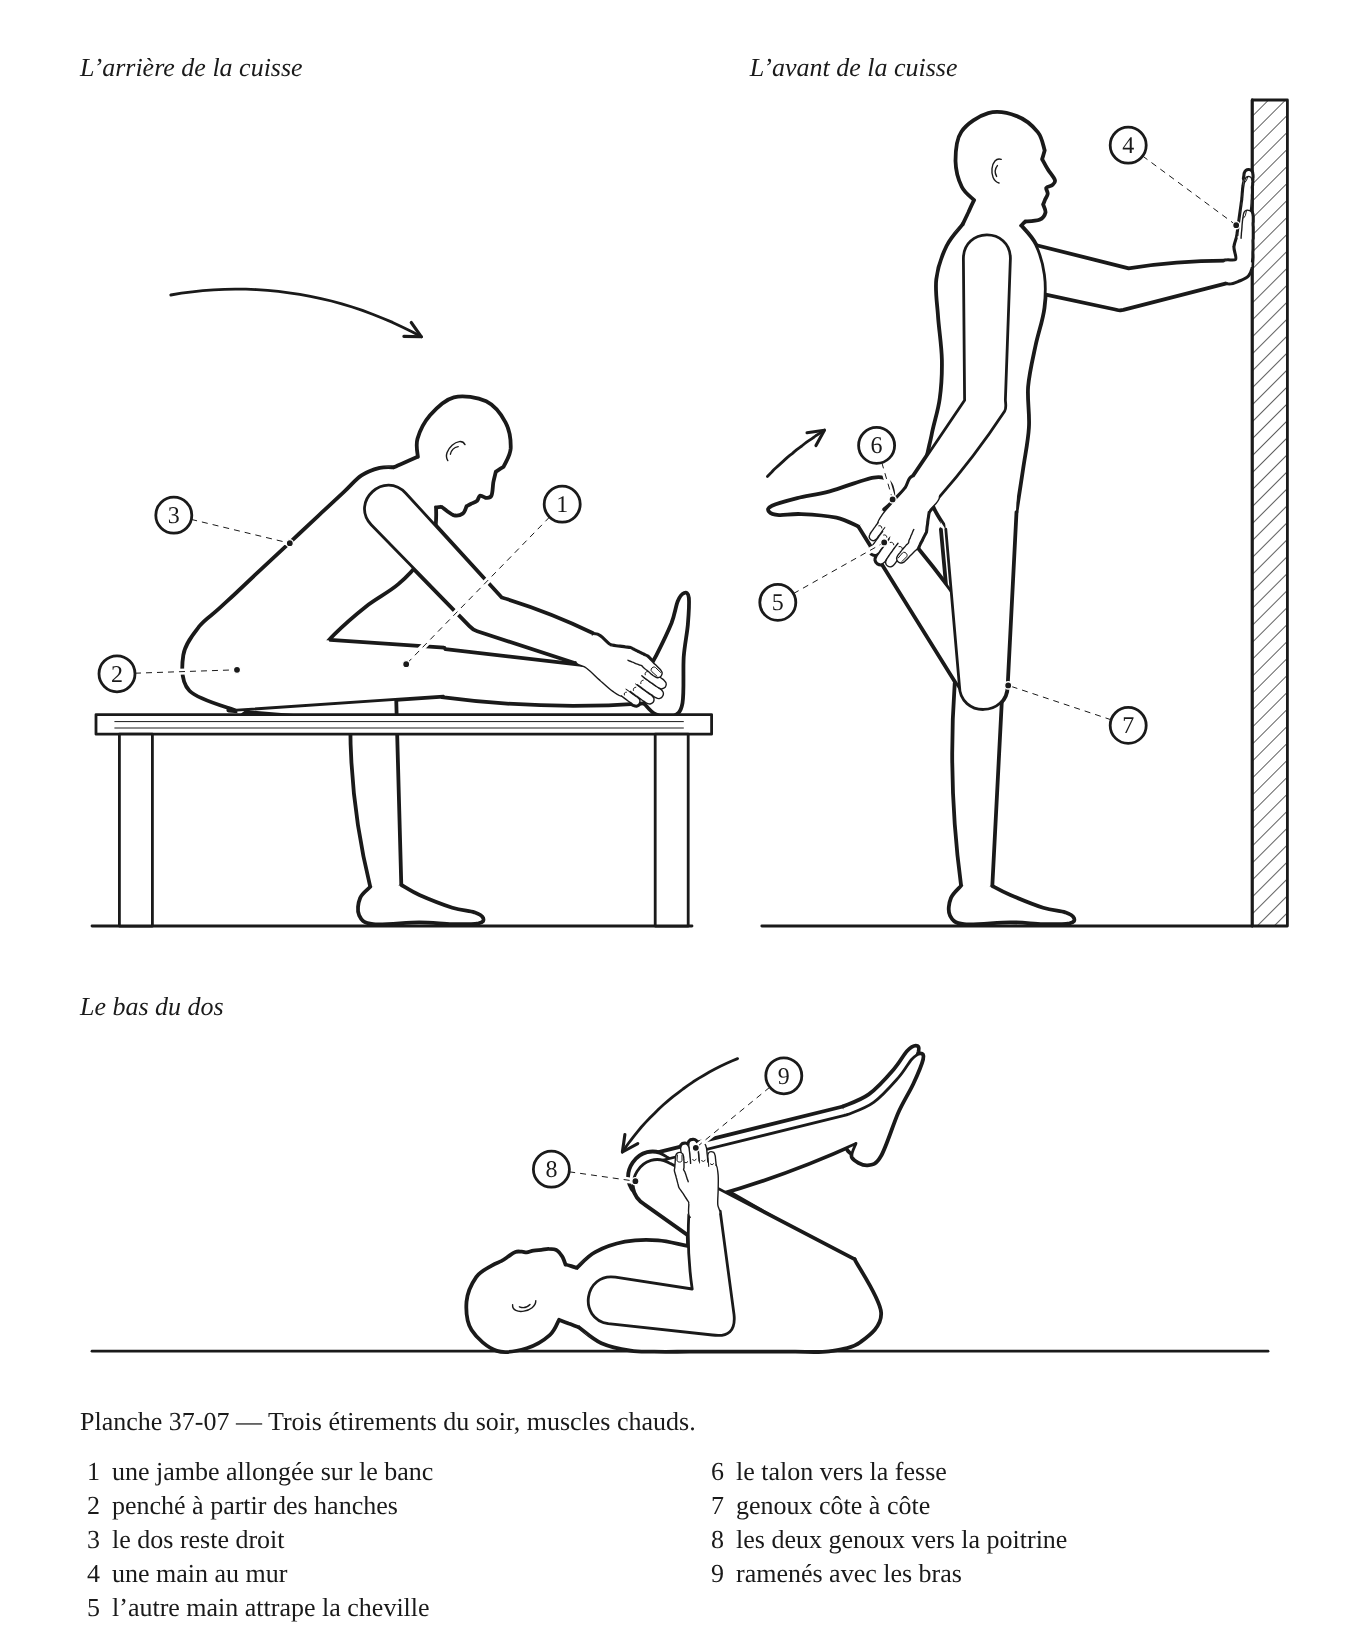 L’arrière de la cuisse
L’avant de la cuisse
4
6
3
1
5
2
7
Le bas du dos
9
8
Planche 37-07 — Trois étirements du soir, muscles chauds.
1 une jambe allongée sur le banc
2 penché à partir des hanches
3 le dos reste droit
4 une main au mur
5 l’autre main attrape la cheville
6 le talon vers la fesse
7 genoux côte à côte
8 les deux genoux vers la poitrine
9 ramenés avec les bras